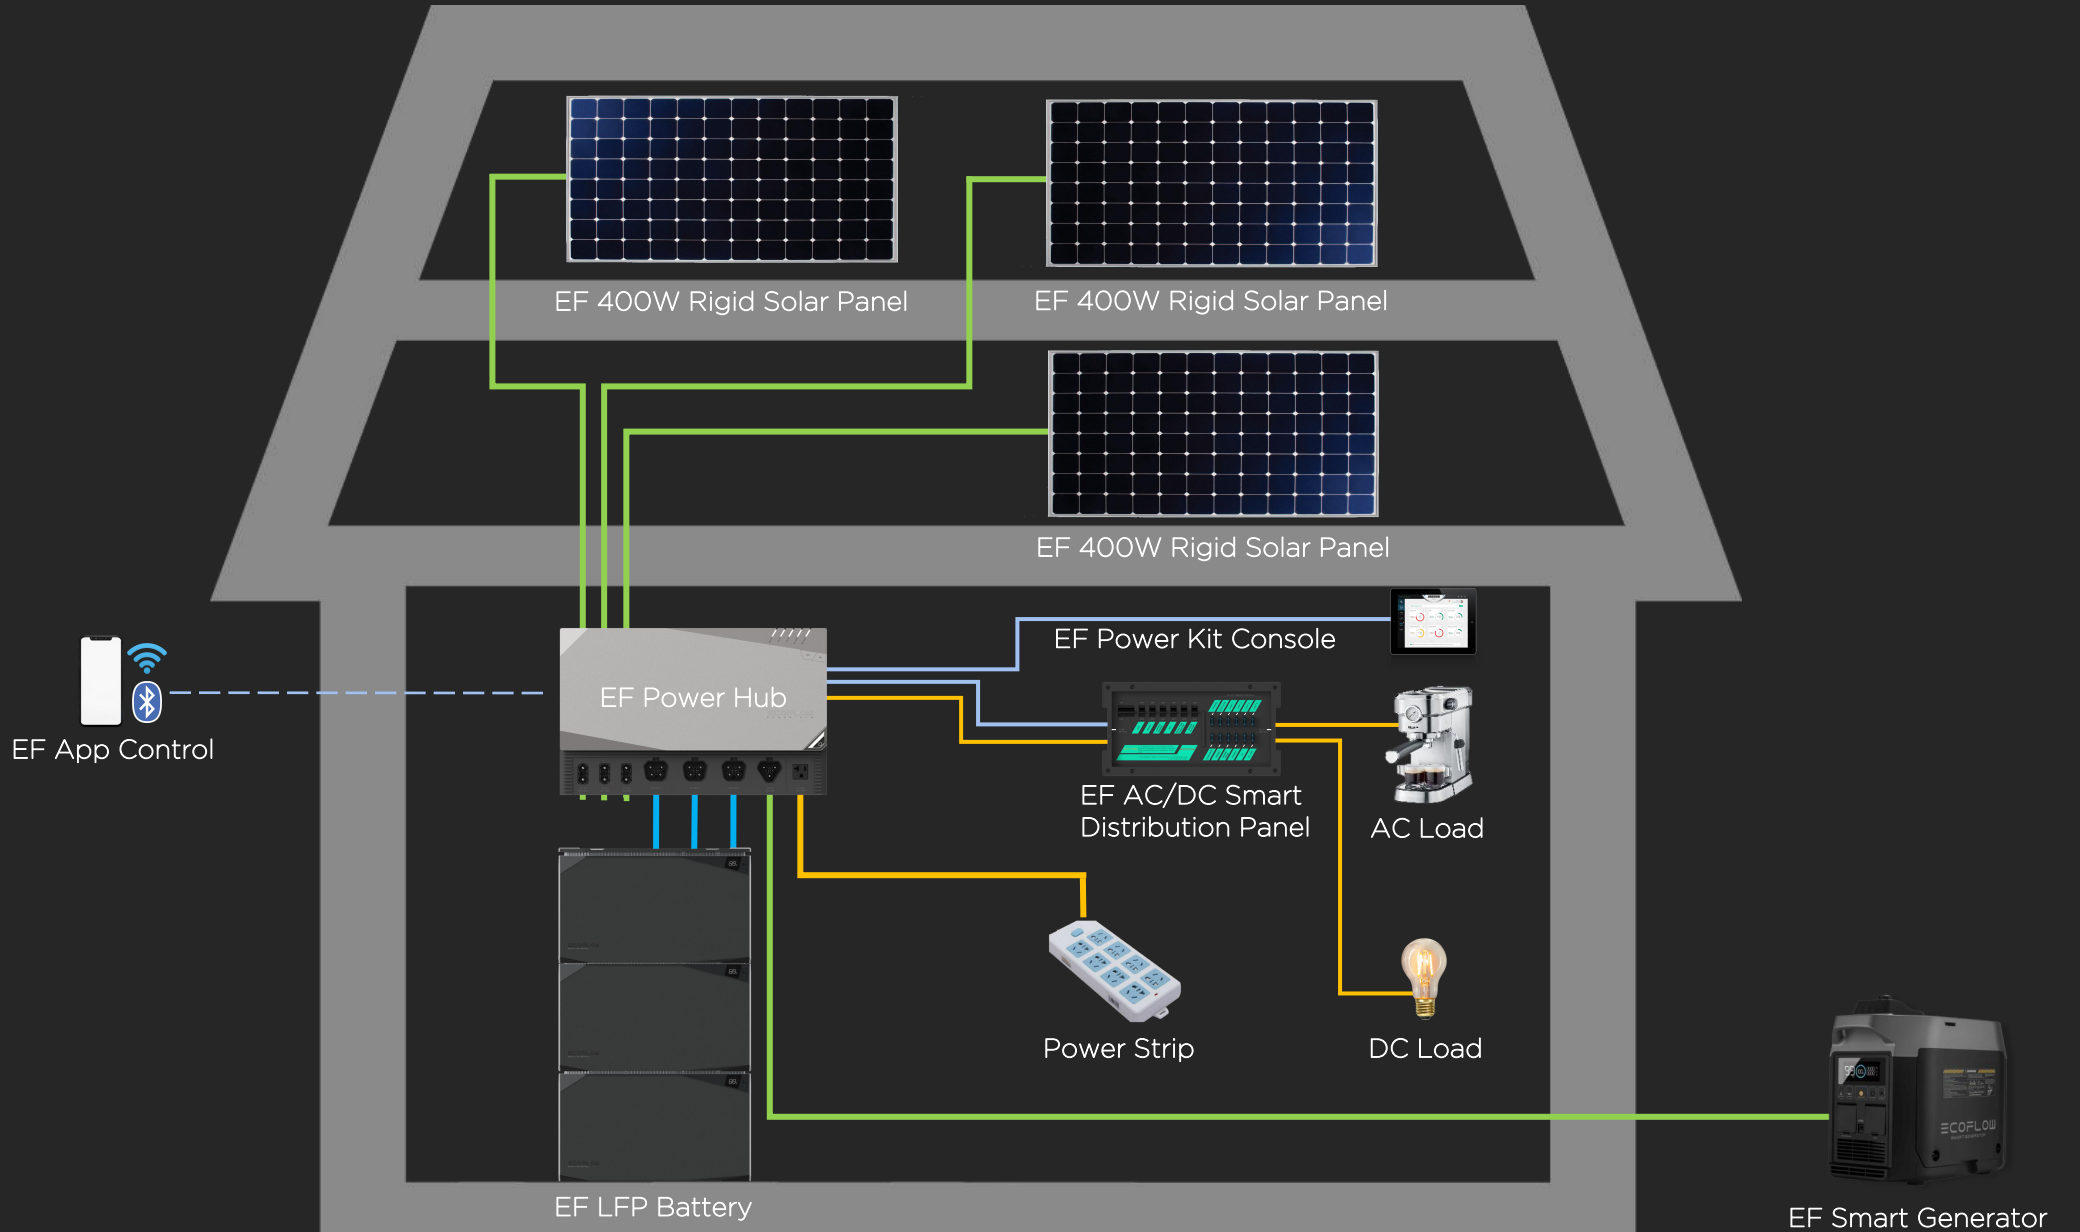 EF 400W Rigid Solar Panel
EF 400W Rigid Solar Panel
EF 400W Rigid Solar Panel
EF Power Kit Console
EF Power Hub
EF App Control
EF AC/DC Smart
Distribution Panel
AC Load
Power Strip
DC Load
ECOFLOW
EF LFP Battery
EF Smart Generator